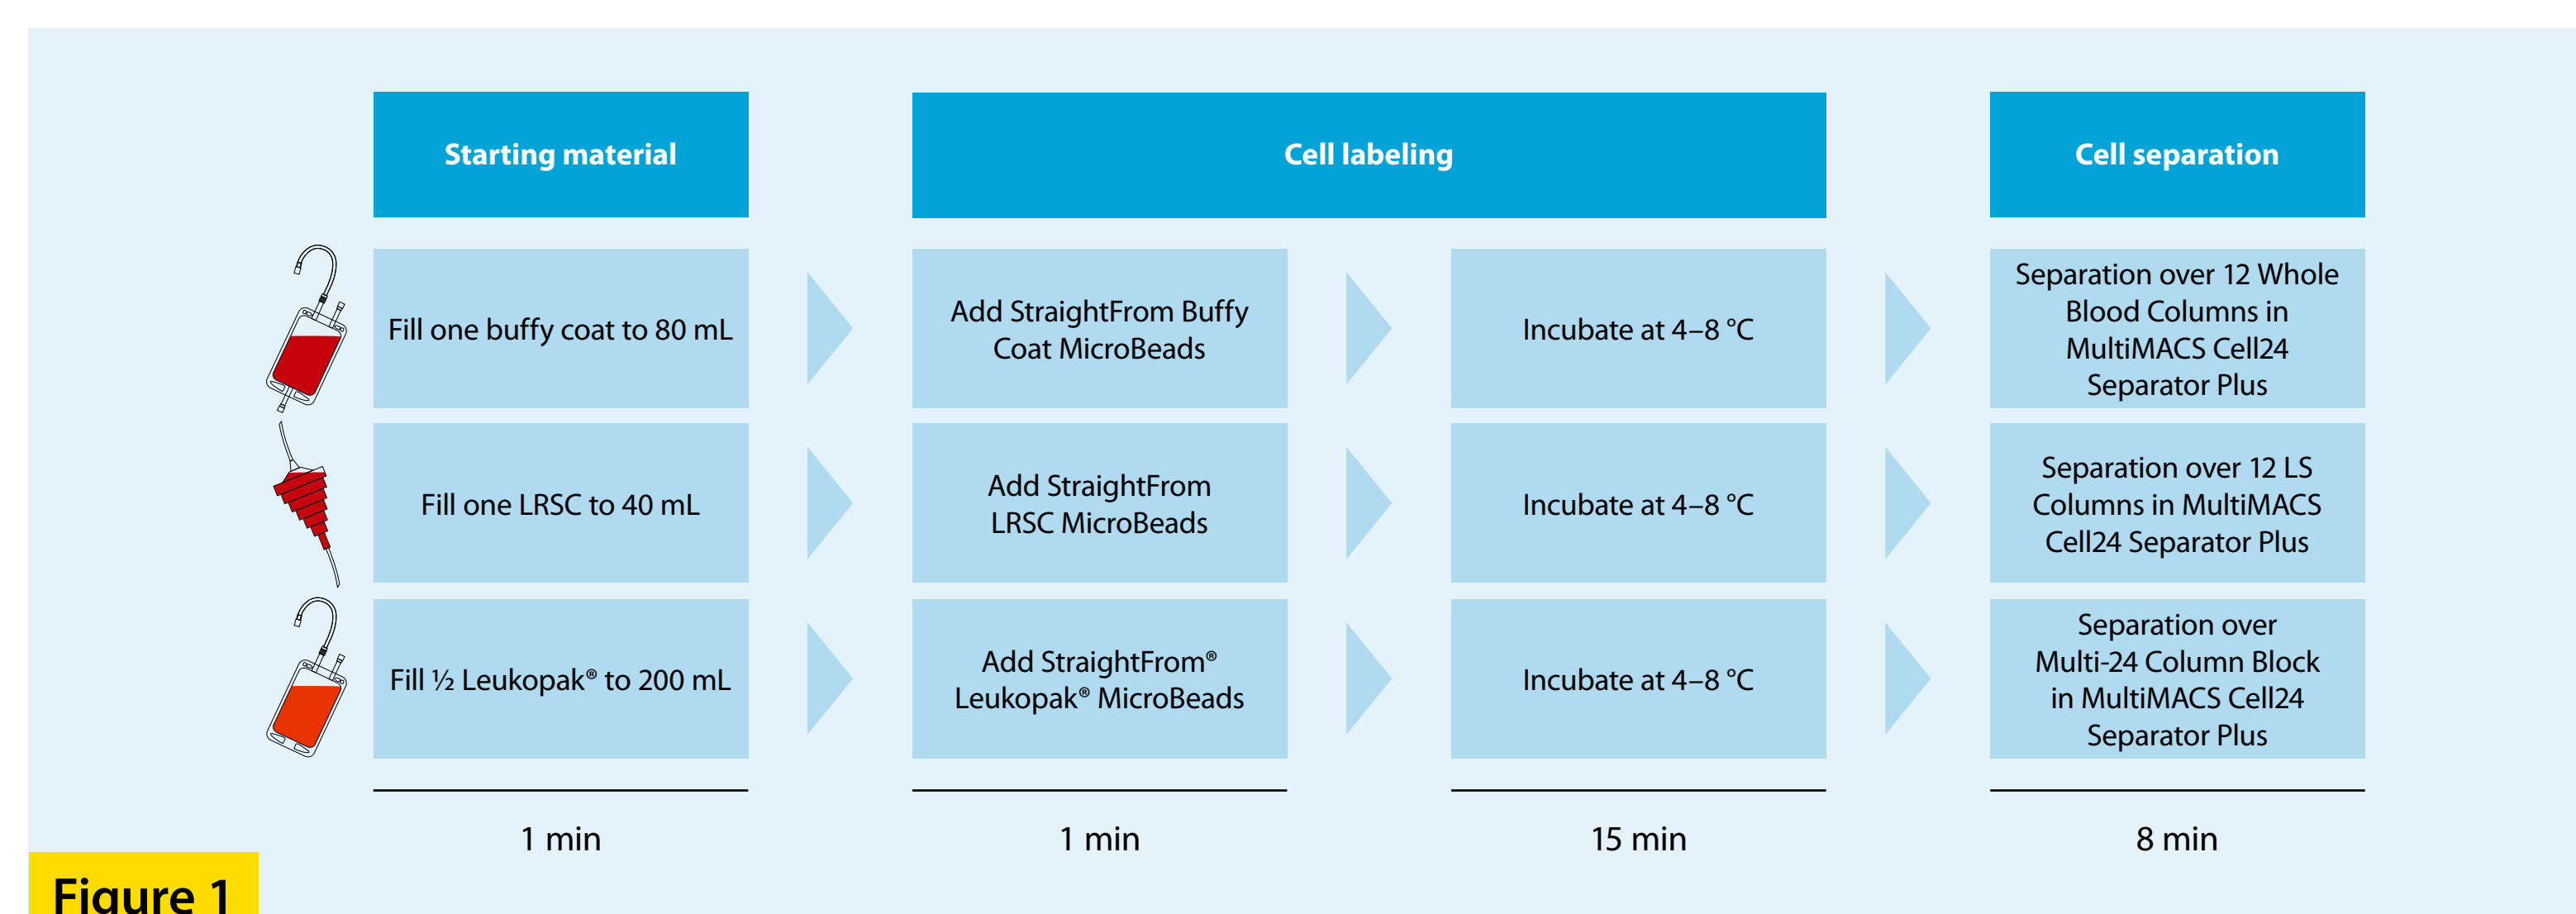 Starting material
Cell labeling
Cell separation
Fill one buffy coat to 80 mL
Add StraightFrom Buffy
Coat MicroBeads
Incubate at 4–8 °C
Separation over 12 Whole
Blood Columns in
MultiMACS Cell24
Separator Plus
Fill one LRSC to 40 mL
Add StraightFrom
LRSC MicroBeads
Incubate at 4–8 °C
Separation over 12 LS
Columns in MultiMACS
Cell24 Separator Plus
Fill ½ Leukopak® to 200 mL
Add StraightFrom®
Leukopak® MicroBeads
Incubate at 4–8 °C
Separation over
Multi-24 Column Block
in MultiMACS Cell24
Separator Plus
1 min
1 min
15 min
8 min
Figure 1